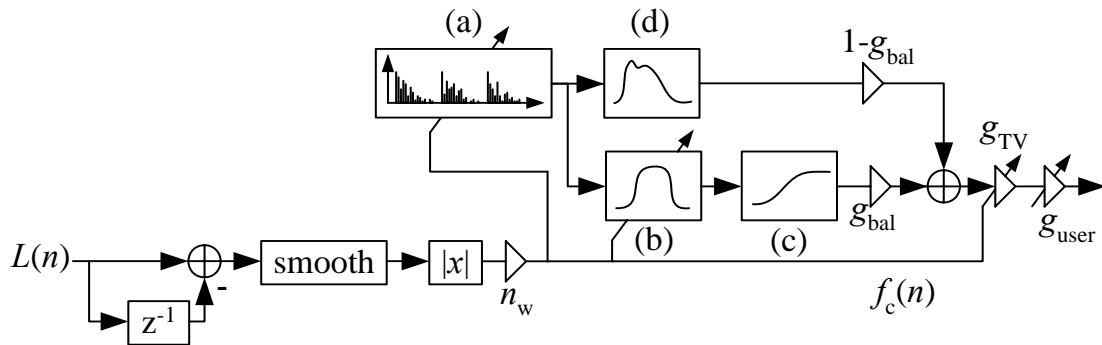 (a)
(d)
1-g_bal
g_TV
g_bal
g_user
(b)
(c)
L(n)
smooth
|x|
n_w
-
z^-1
f_c(n)